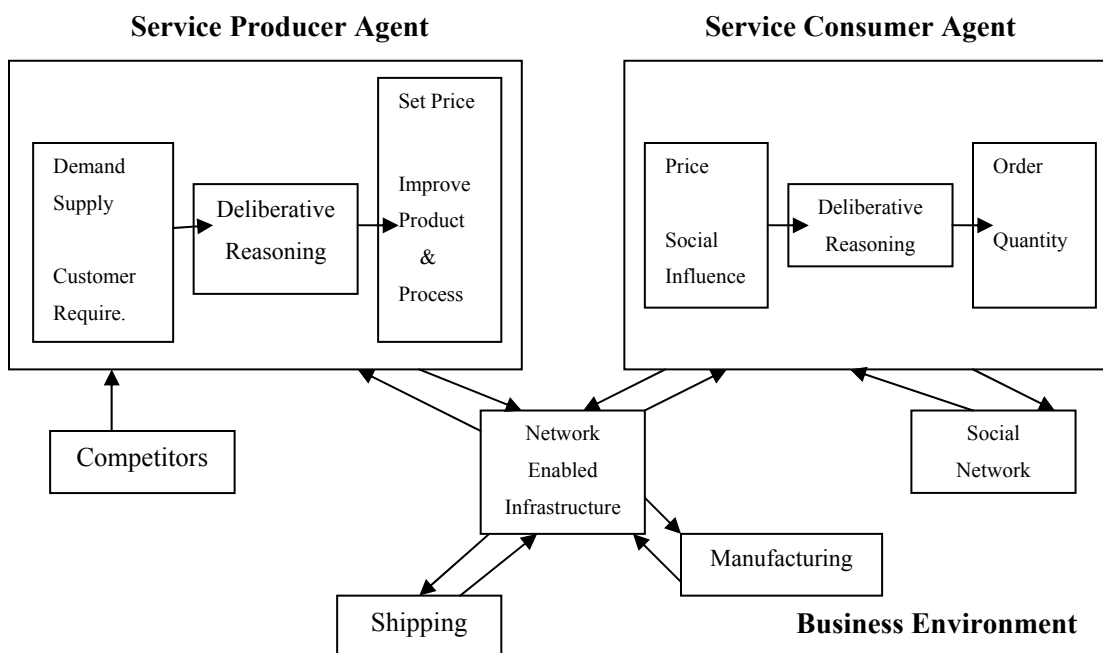 Service Producer Agent
Service Consumer Agent
Demand
Supply
Customer
Require.
Deliberative
Reasoning
Set Price
Improve
Product
&
Process
Price
Social
Influence
Deliberative
Reasoning
Order
Quantity
Competitors
Network
Enabled
Infrastructure
Social
Network
Manufacturing
Shipping
Business Environment